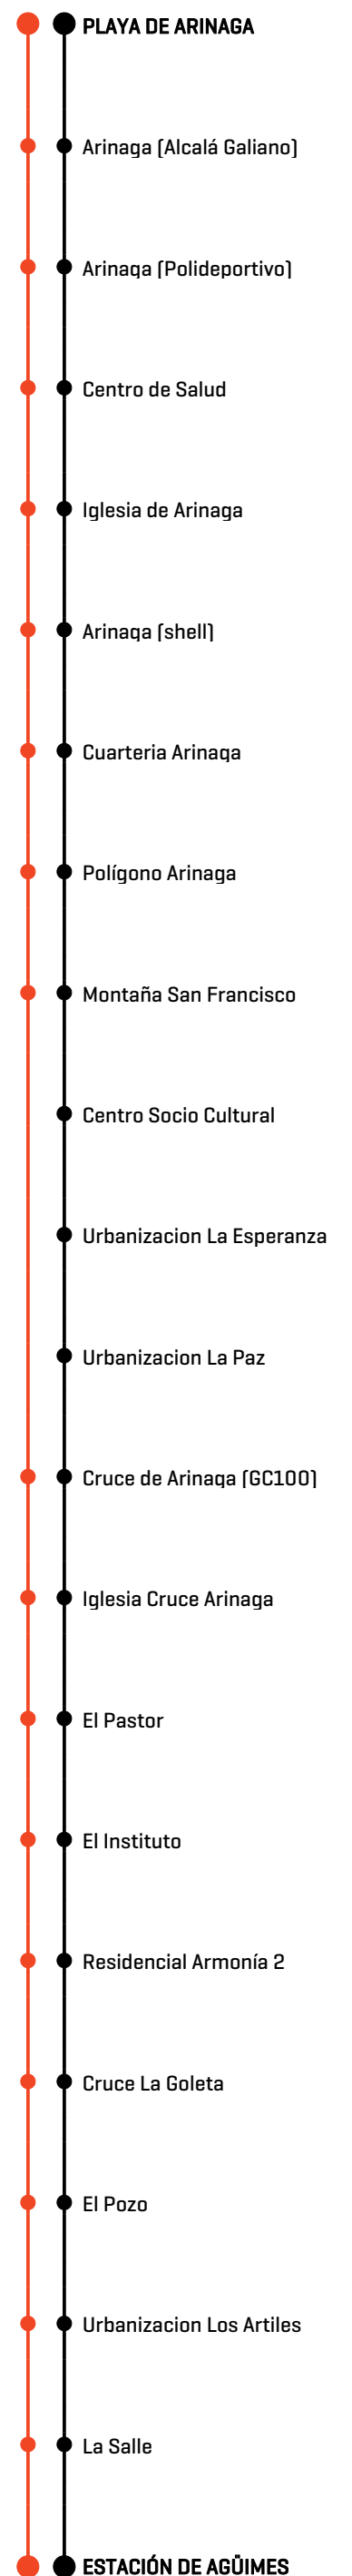 PLAYA DE ARINAGA
Arinaga (Alcalá Galiano)
Arinaga (Polideportivo)
Centro de Salud
Iglesia de Arinaga
Arinaga (shell)
Cuarteria Arinaga
Polígono Arinaga
Montaña San Francisco
Centro Socio Cultural
Urbanizacion La Esperanza
Urbanizacion La Paz
Cruce de Arinaga (GC100)
Iglesia Cruce Arinaga
El Pastor
El Instituto
Residencial Armonía 2
Cruce La Goleta
El Pozo
Urbanizacion Los Artiles
La Salle
ESTACIÓN DE AGÜIMES